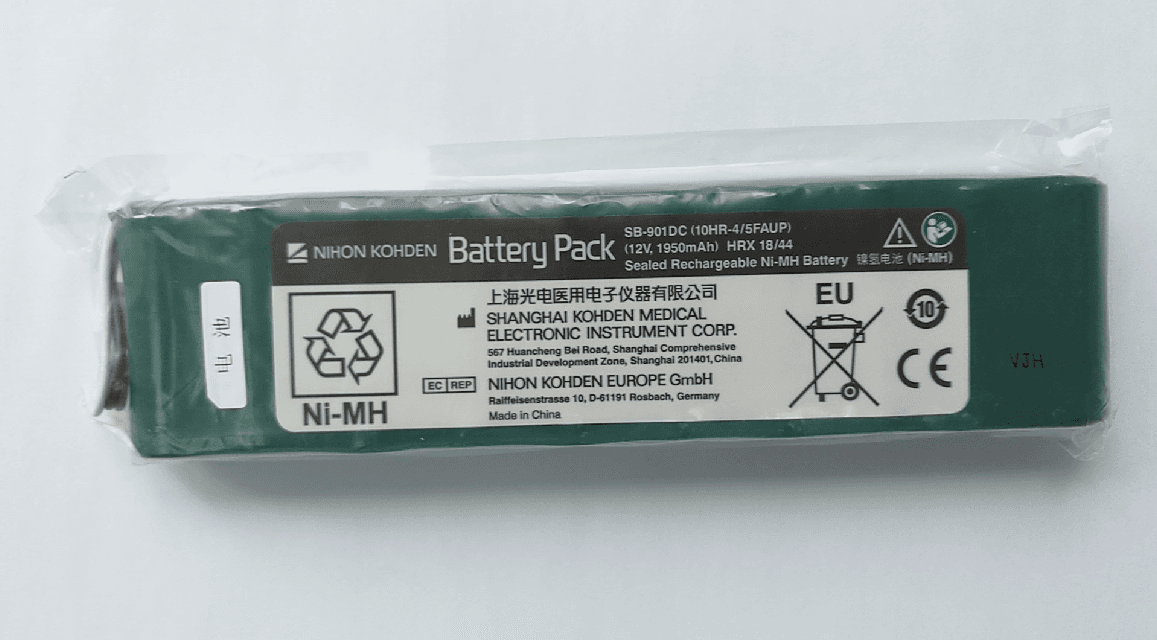 NIHON KOHDEN Battery Pack
SB-901DC (10HR-4/5FAUP)
(12V, 1950mAh) HRX 18/44
Sealed Rechargeable Ni-MH Battery 镍氢电池 (Ni-MH)
电池
Ni-MH
上海光电医用电子仪器有限公司
SHANGHAI KOHDEN MEDICAL
ELECTRONIC INSTRUMENT CORP.
567 Huancheng Bei Road, Shanghai Comprehensive
Industrial Development Zone, Shanghai 201401, China
EC REP NIHON KOHDEN EUROPE GmbH
Raiffeisenstrasse 10, D-61191 Rosbach, Germany
Made in China
EU
10
CE
VJH